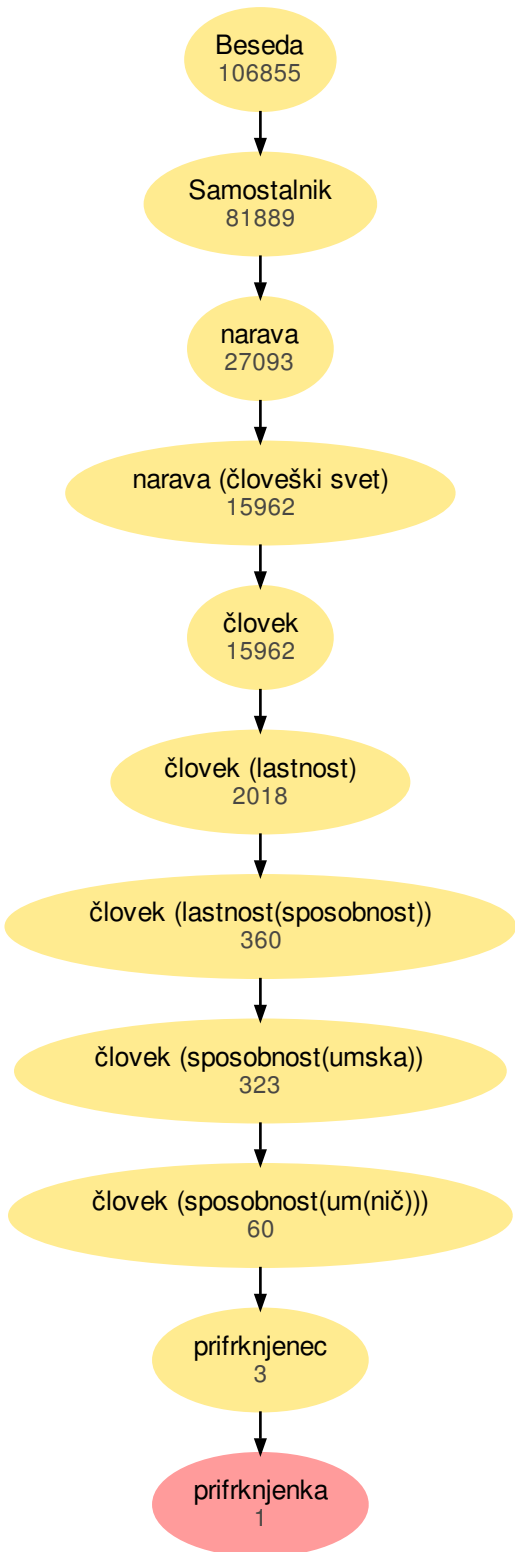 Beseda
106855
Samostalnik
81889
narava
27093
narava (človeški svet)
15962
človek
15962
človek (lastnost)
2018
človek (lastnost(sposobnost))
360
človek (sposobnost(umska))
323
človek (sposobnost(um(nič)))
60
prifrknjenec
3
prifrknjenka
1